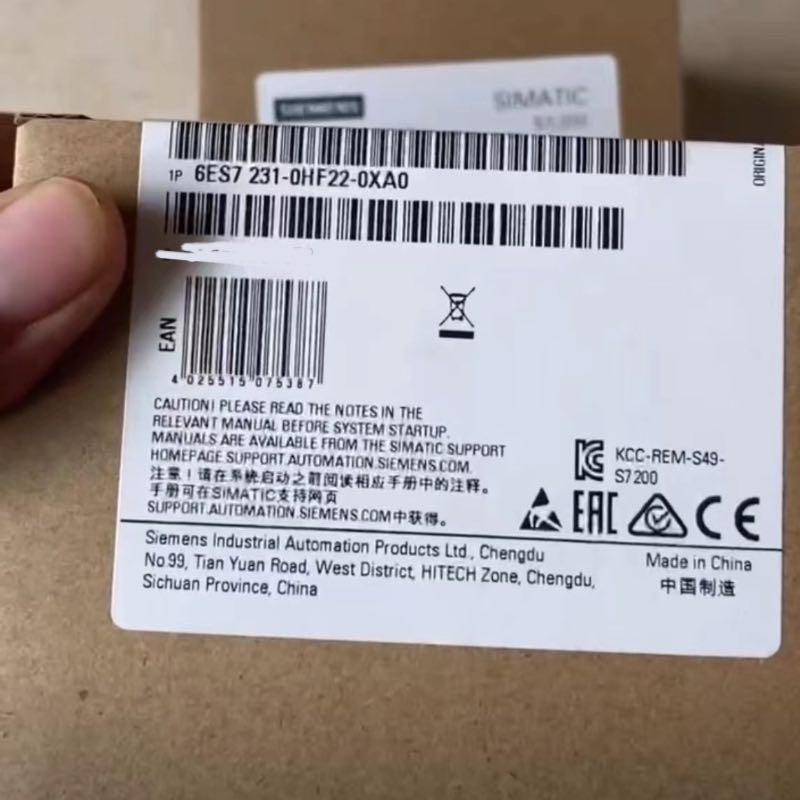 SIEMENS
SIMATIC
S7-200
ORIGIN
1P 6ES7 231-0HF22-0XA0
EAN
4 025515 075387
CAUTION! PLEASE READ THE NOTES IN THE
RELEVANT MANUAL BEFORE SYSTEM STARTUP.
MANUALS ARE AVAILABLE FROM THE SIMATIC SUPPORT
HOMEPAGE SUPPORT.AUTOMATION.SIEMENS.COM.
注意！请在系统启动之前阅读相应手册中的注释。
手册可在SIMATIC支持网页
SUPPORT.AUTOMATION.SIEMENS.COM中获得。
KCC-REM-S49-
S7200
EAC
CE
Siemens Industrial Automation Products Ltd., Chengdu
No.99, Tian Yuan Road, West District, HITECH Zone, Chengdu,
Sichuan Province, China
Made in China
中国制造